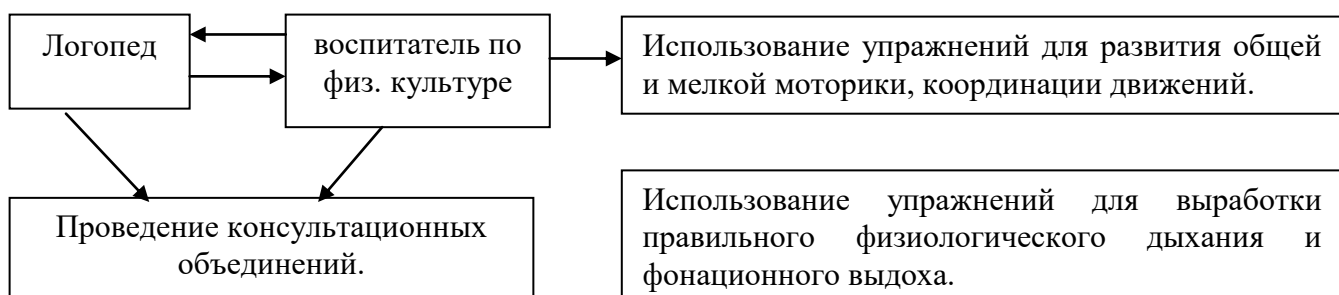 Логопед
воспитатель по
физ. культуре
Использование упражнений для развития общей
и мелкой моторики, координации движений.
Проведение консультационных
объединений.
Использование упражнений для выработки
правильного физиологического дыхания и
фонационного выдоха.